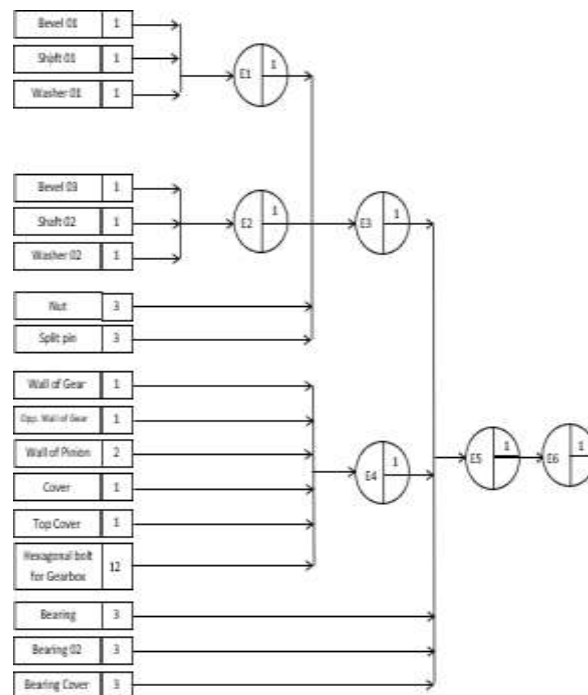 Bevel 01 1
Shaft 01 1
Washer 01 1
E1 1
Bevel 03 1
Shaft 02 1
Washer 02 1
E2 1
E3 1
Nut 3
Split pin 3
Wall of Gear 1
Opp. Wall of Gear 1
Wall of Pinion 2
Cover 1
Top Cover 1
Hexagonal bolt
for Gearbox 12
E4 1
E5 1
E6 1
Bearing 3
Bearing 02 3
Bearing Cover 3